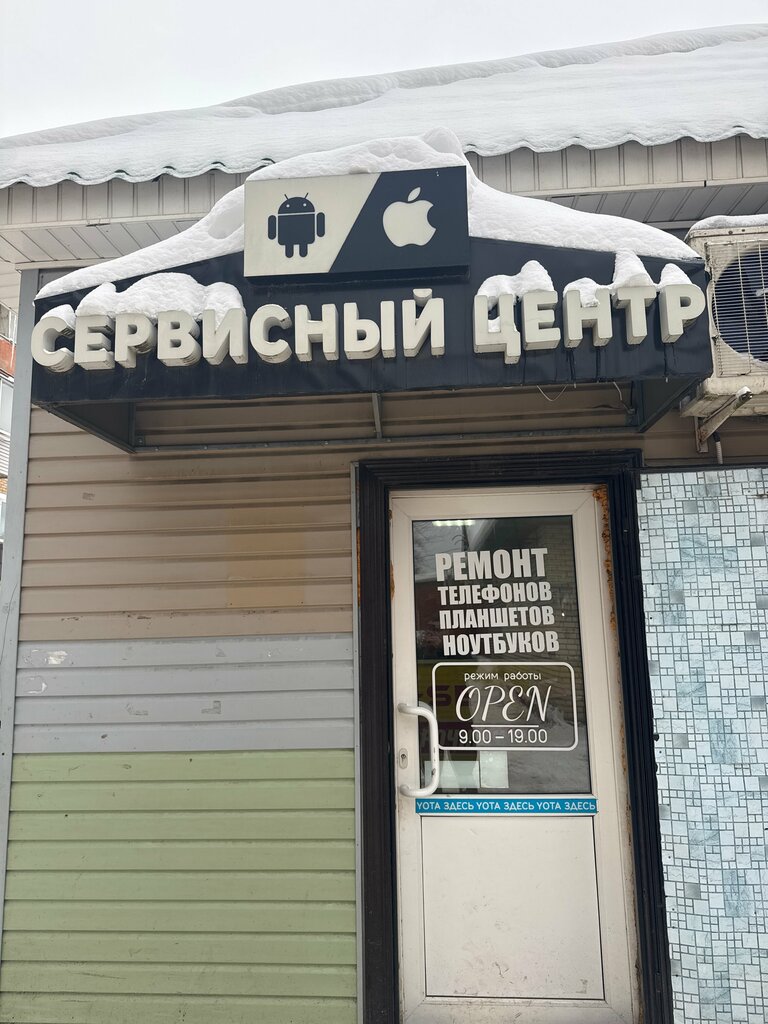 СЕРВИСНЫЙ ЦЕНТР
РЕМОНТ
ТЕЛЕФОНОВ
ПЛАНШЕТОВ
НОУТБУКОВ
режим работы
OPEN
9.00 – 19.00
YOTA ЗДЕСЬ YOTA ЗДЕСЬ YOTA ЗДЕСЬ